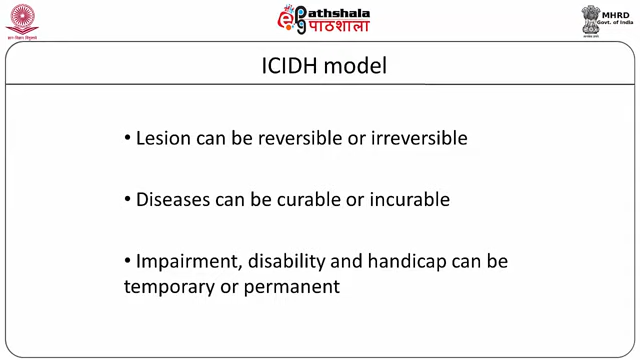 Pathshala
पाठशाला
MHRD
Govt. of India
ICIDH model
• Lesion can be reversible or irreversible
• Diseases can be curable or incurable
• Impairment, disability and handicap can be
temporary or permanent